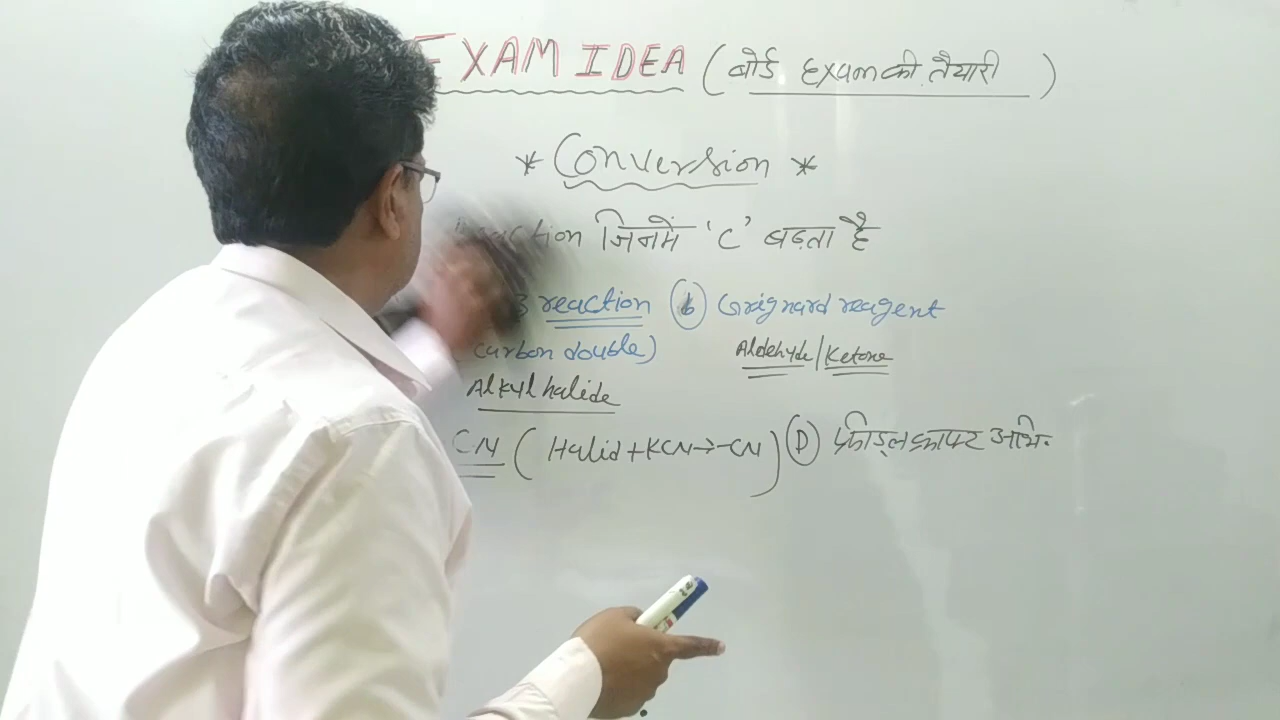 EXAM IDEA (बोर्ड Exam की तैयारी)
* Conversion *
reaction जिनमें 'C' बढ़ता है
reaction (b) Grignard reagent
carbon double) Aldehyde/Ketone
Alkyl halide
CN (Halid+KCN→-CN) (D) फ्रीड्ल क्राफ्ट अभि॰